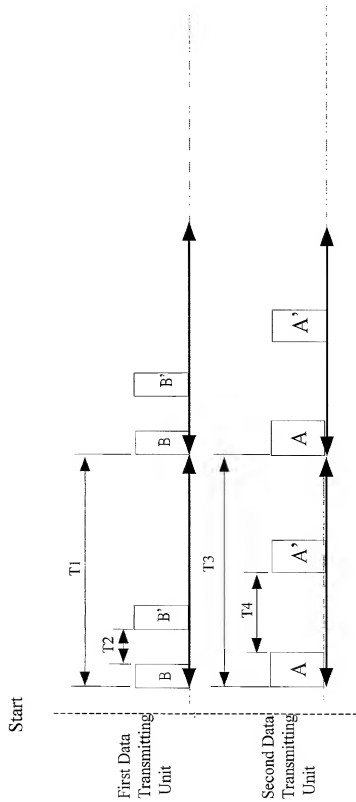 Start
First Data
Transmitting
Unit
T1
T2
B
B'
B
B'
Second Data
Transmitting
Unit
T3
T4
A
A'
A
A'